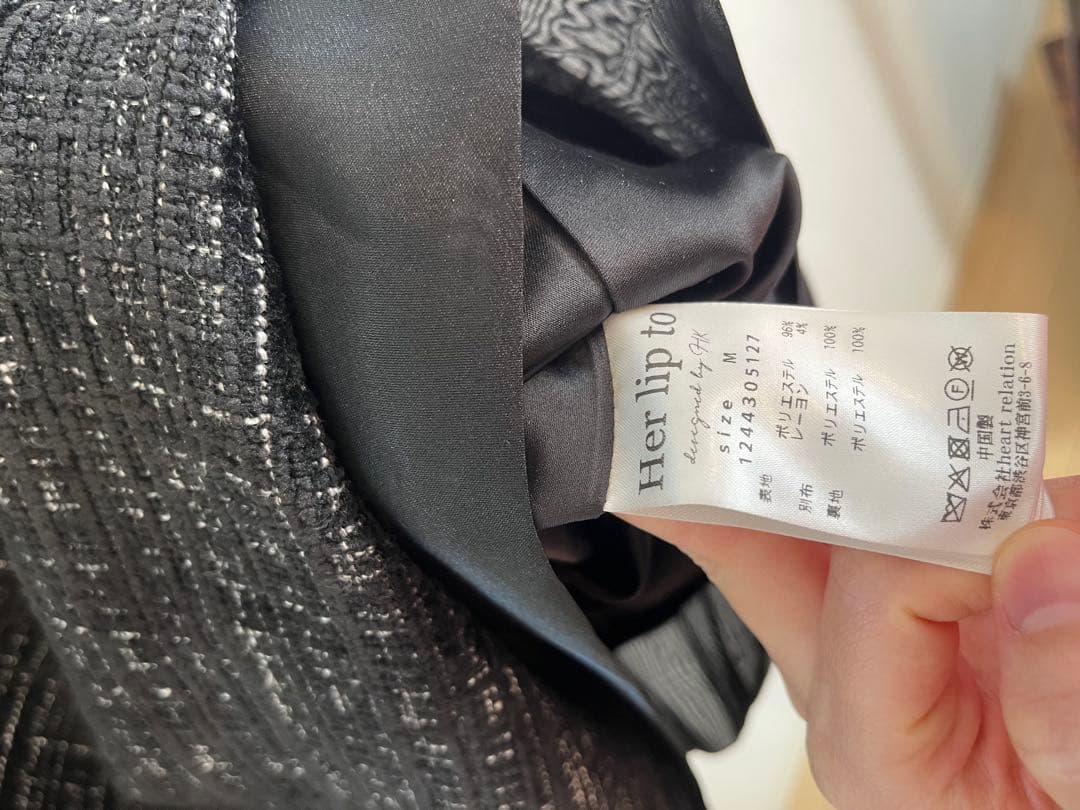 Her lip to
designed by HK
size M
1244305127
表地 ポリエステル 96%
レーヨン 4%
別布 ポリエステル 100%
裏地 ポリエステル 100%
中国製
株式会社heart relation
東京都渋谷区神宮前3-6-8